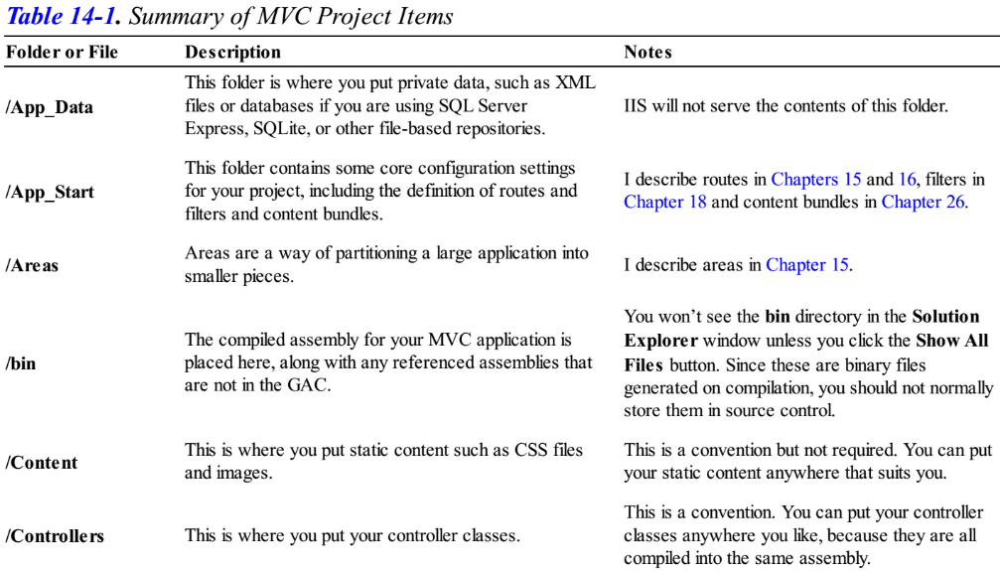 Table 14-1. Summary of MVC Project Items
Folder or File Description Notes
/App_Data
This folder is where you put private data, such as XML
files or databases if you are using SQL Server
Express, SQLite, or other file-based repositories.
IIS will not serve the contents of this folder.
/App_Start
This folder contains some core configuration settings
for your project, including the definition of routes and
filters and content bundles.
I describe routes in Chapters 15 and 16, filters in
Chapter 18 and content bundles in Chapter 26.
/Areas
Areas are a way of partitioning a large application into
smaller pieces.
I describe areas in Chapter 15.
/bin
The compiled assembly for your MVC application is
placed here, along with any referenced assemblies that
are not in the GAC.
You won’t see the bin directory in the Solution
Explorer window unless you click the Show All
Files button. Since these are binary files
generated on compilation, you should not normally
store them in source control.
/Content
This is where you put static content such as CSS files
and images.
This is a convention but not required. You can put
your static content anywhere that suits you.
/Controllers
This is where you put your controller classes.
This is a convention. You can put your controller
classes anywhere you like, because they are all
compiled into the same assembly.